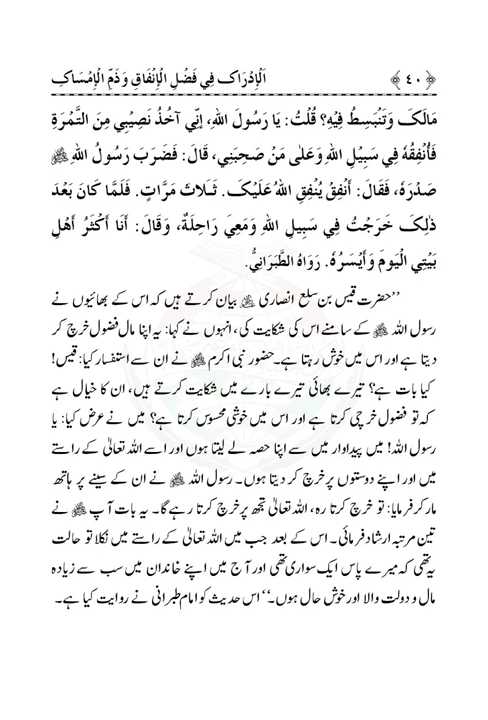 ﴿٤٠﴾ اَلْإِدْرَاک فِي فَضْلِ الْإِنْفَاقِ وَذَمِّ الْإِمْسَاکِ
مَالَکَ وَتَنْبَسِطُ فِيْهِ؟ قُلْتُ: يَا رَسُوْلَ اللهِ، إِنِّي آخُذُ نَصِيْبِي مِنَ التَّمْرَةِ
فَأُنْفِقُهُ فِي سَبِيْلِ اللهِ وَعَلٰی مَنْ صَحِبَنِي، قَالَ: فَضَرَبَ رَسُوْلُ اللهِ ﷺ
صَدْرَهُ، فَقَالَ: أَنْفِقْ يُنْفِقِ اللهُ عَلَيْکَ. ثَـلَاثَ مَرَّاتٍ. فَلَمَّا کَانَ بَعْدَ
ذٰلِکَ خَرَجْتُ فِي سَبِيْلِ اللهِ وَمَعِيَ رَاحِلَةٌ، وَقَالَ: أَنَا أَکْثَرُ أَهْلِ
بَيْتِي الْيَوْمَ وَأَيْسَرُهُ. رَوَاهُ الطَّبَرَانِيُّ.
’’حضرت قیس بن سلع انصاری ﷜ بیان کرتے ہیں کہ اس کے بھائیوں نے
رسول اللہ ﷺ کے سامنے اس کی شکایت کی، انہوں نے کہا: یہ اپنا مال فضول خرچ کر
دیتا ہے اور اس میں خوش رہتا ہے۔ حضور نبی اکرم ﷺ نے ان سے استفسار کیا: قیس!
کیا بات ہے؟ تیرے بھائی تیرے بارے میں شکایت کرتے ہیں، ان کا خیال ہے
کہ تو فضول خرچی کرتا ہے اور اس میں خوشی محسوس کرتا ہے؟ میں نے عرض کیا: یا
رسول اللہ! میں پیداوار میں سے اپنا حصہ لے لیتا ہوں اور اسے اللہ تعالیٰ کے راستے
میں اور اپنے دوستوں پر خرچ کر دیتا ہوں۔ رسول اللہ ﷺ نے ان کے سینے پر ہاتھ
مار کر فرمایا: تو خرچ کرتا رہ، اللہ تعالیٰ تجھ پر خرچ کرتا رہے گا۔ یہ بات آپ ﷺ نے
تین مرتبہ ارشاد فرمائی۔ اس کے بعد جب میں اللہ تعالیٰ کے راستے میں نکلا تو حالت
یہ تھی کہ میرے پاس ایک سواری تھی اور آج میں اپنے خاندان میں سب سے زیادہ
مال و دولت والا اور خوش حال ہوں۔‘‘ اس حدیث کو امام طبرانی نے روایت کیا ہے۔